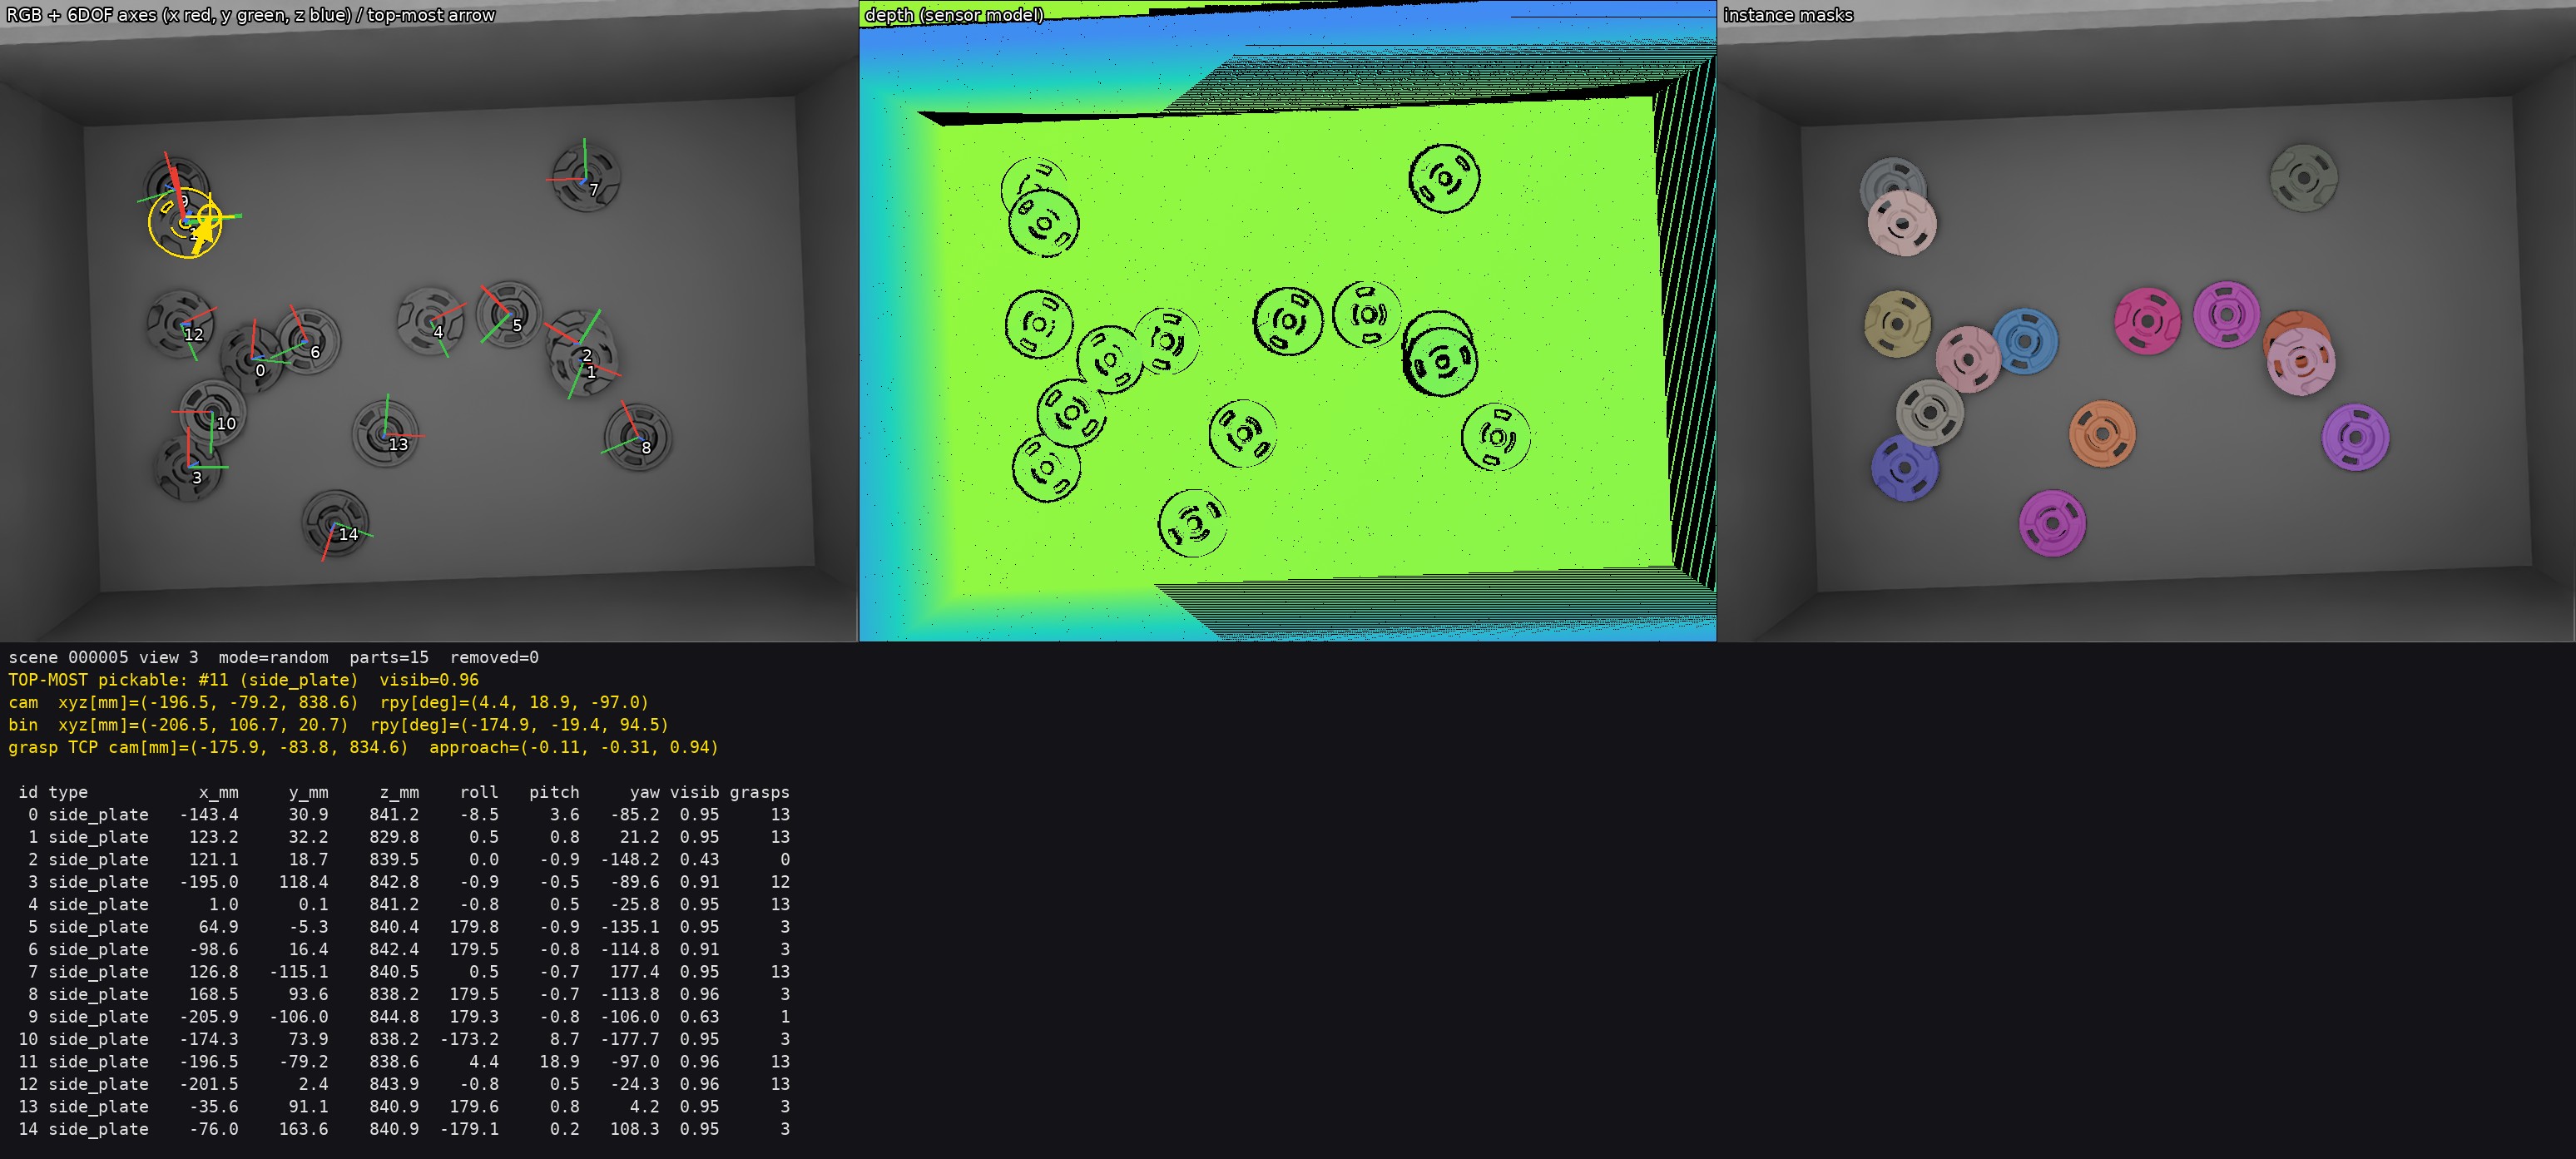 RGB + 6DOF axes (x red, y green, z blue) / top-most arrow
depth (sensor model)
instance masks
7
9
1
12
4
5
6
2
0
1
10
13
8
3
14
scene 000005 view 3  mode=random  parts=15  removed=0
TOP-MOST pickable: #11 (side_plate)  visib=0.96
cam  xyz[mm]=(-196.5, -79.2, 838.6)  rpy[deg]=(4.4, 18.9, -97.0)
bin  xyz[mm]=(-206.5, 106.7, 20.7)  rpy[deg]=(-174.9, -19.4, 94.5)
grasp TCP cam[mm]=(-175.9, -83.8, 834.6)  approach=(-0.11, -0.31, 0.94)
id type x_mm y_mm z_mm roll pitch yaw visib grasps
0 side_plate -143.4 30.9 841.2 -8.5 3.6 -85.2 0.95 13
1 side_plate 123.2 32.2 829.8 0.5 0.8 21.2 0.95 13
2 side_plate 121.1 18.7 839.5 0.0 -0.9 -148.2 0.43 0
3 side_plate -195.0 118.4 842.8 -0.9 -0.5 -89.6 0.91 12
4 side_plate 1.0 0.1 841.2 -0.8 0.5 -25.8 0.95 13
5 side_plate 64.9 -5.3 840.4 179.8 -0.9 -135.1 0.95 3
6 side_plate -98.6 16.4 842.4 179.5 -0.8 -114.8 0.91 3
7 side_plate 126.8 -115.1 840.5 0.5 -0.7 177.4 0.95 13
8 side_plate 168.5 93.6 838.2 179.5 -0.7 -113.8 0.96 3
9 side_plate -205.9 -106.0 844.8 179.3 -0.8 -106.0 0.63 1
10 side_plate -174.3 73.9 838.2 -173.2 8.7 -177.7 0.95 3
11 side_plate -196.5 -79.2 838.6 4.4 18.9 -97.0 0.96 13
12 side_plate -201.5 2.4 843.9 -0.8 0.5 -24.3 0.96 13
13 side_plate -35.6 91.1 840.9 179.6 0.8 4.2 0.95 3
14 side_plate -76.0 163.6 840.9 -179.1 0.2 108.3 0.95 3